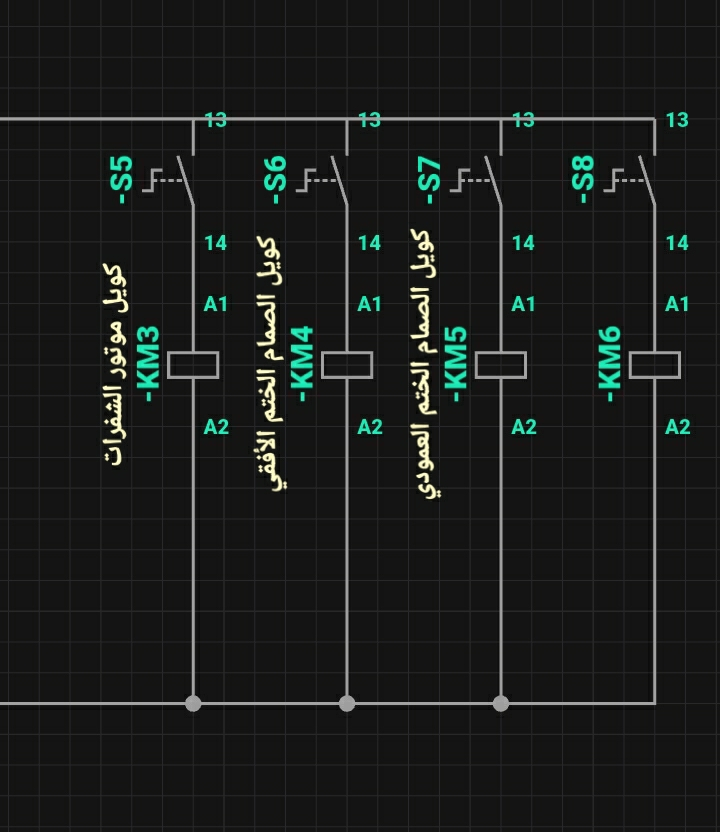 13
13
13
13
-S5
-S6
-S7
-S8
14
14
14
14
A1
A1
A1
A1
كويل موتور الشفرات
-KM3
كويل الصمام الختم الأفقي
-KM4
كويل الصمام الختم العمودي
-KM5
-KM6
A2
A2
A2
A2